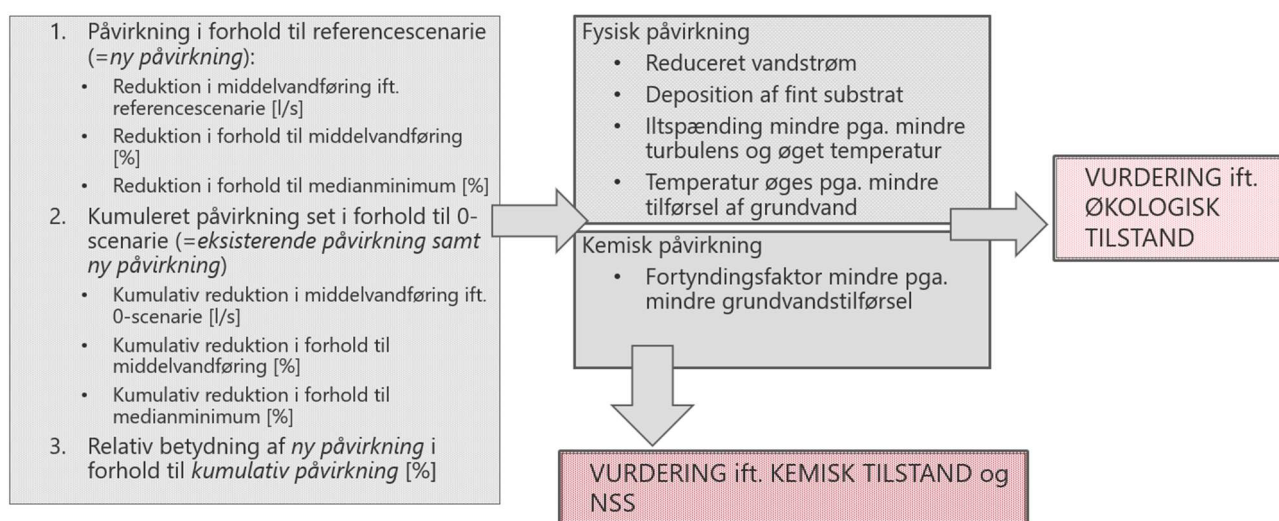 1. Påvirkning i forhold til referencescenarie
(=ny påvirkning):
• Reduktion i middelvandføring ift.
referencescenarie [l/s]
• Reduktion i forhold til middelvandføring
[%]
• Reduktion i forhold til medianminimum [%]
2. Kumuleret påvirkning set i forhold til 0-
scenarie (=eksisterende påvirkning samt
ny påvirkning)
• Kumulativ reduktion i middelvandføring ift.
0-scenarie [l/s]
• Kumulativ reduktion i forhold til
middelvandføring [%]
• Kumulativ reduktion i forhold til
medianminimum [%]
3. Relativ betydning af ny påvirkning i
forhold til kumulativ påvirkning [%]
Fysisk påvirkning
• Reduceret vandstrøm
• Deposition af fint substrat
• Iltspænding mindre pga. mindre
turbulens og øget temperatur
• Temperatur øges pga. mindre
tilførsel af grundvand
Kemisk påvirkning
• Fortyndingsfaktor mindre pga.
mindre grundvandstilførsel
VURDERING ift.
ØKOLOGISK
TILSTAND
VURDERING ift. KEMISK TILSTAND og
NSS